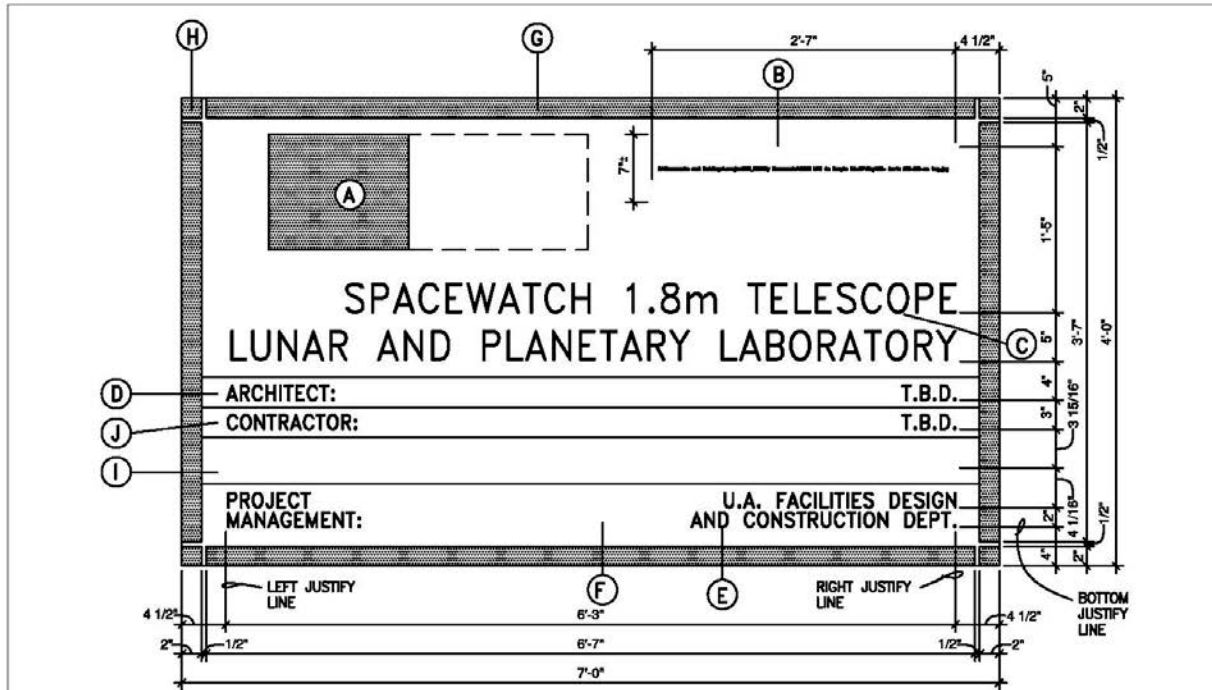 H
G
2'-7"
4 1/2"
B
5"
2"
1/2"
A
7"±
1'-5"
SPACEWATCH 1.8m TELESCOPE
LUNAR AND PLANETARY LABORATORY
C
5"
3'-7"
4'-0"
D
ARCHITECT: T.B.D.
4"
J
CONTRACTOR: T.B.D.
3"
3 15/16"
I
PROJECT
MANAGEMENT:
U.A. FACILITIES DESIGN
AND CONSTRUCTION DEPT.
2"
4 1/16"
1/2"
4"
2"
LEFT JUSTIFY
LINE
F
E
RIGHT JUSTIFY
LINE
BOTTOM
JUSTIFY
LINE
4 1/2"
6'-3"
4 1/2"
2"
1/2"
6'-7"
1/2"
2"
7'-0"